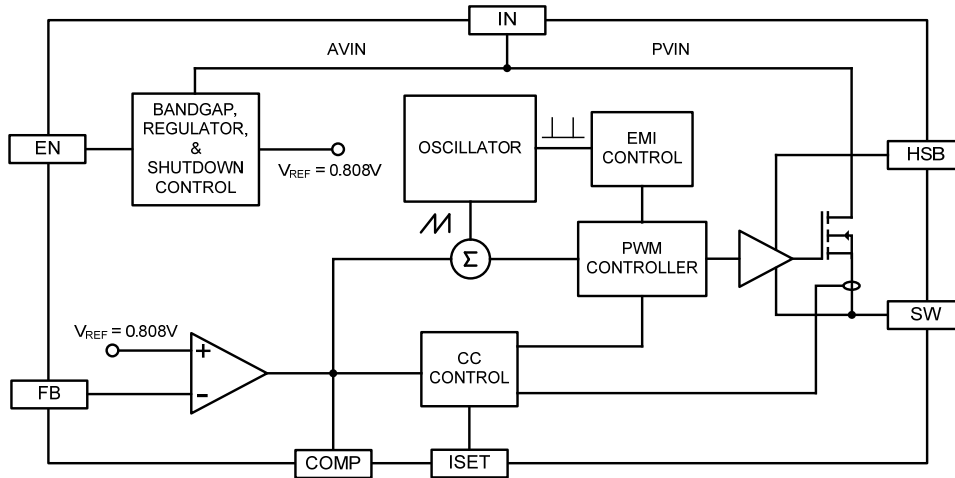 IN
AVIN
PVIN
BANDGAP,
REGULATOR,
&
SHUTDOWN
CONTROL
EN
VREF = 0.808V
OSCILLATOR
EMI
CONTROL
HSB
Σ
PWM
CONTROLLER
SW
VREF = 0.808V
+
-
FB
CC
CONTROL
COMP
ISET